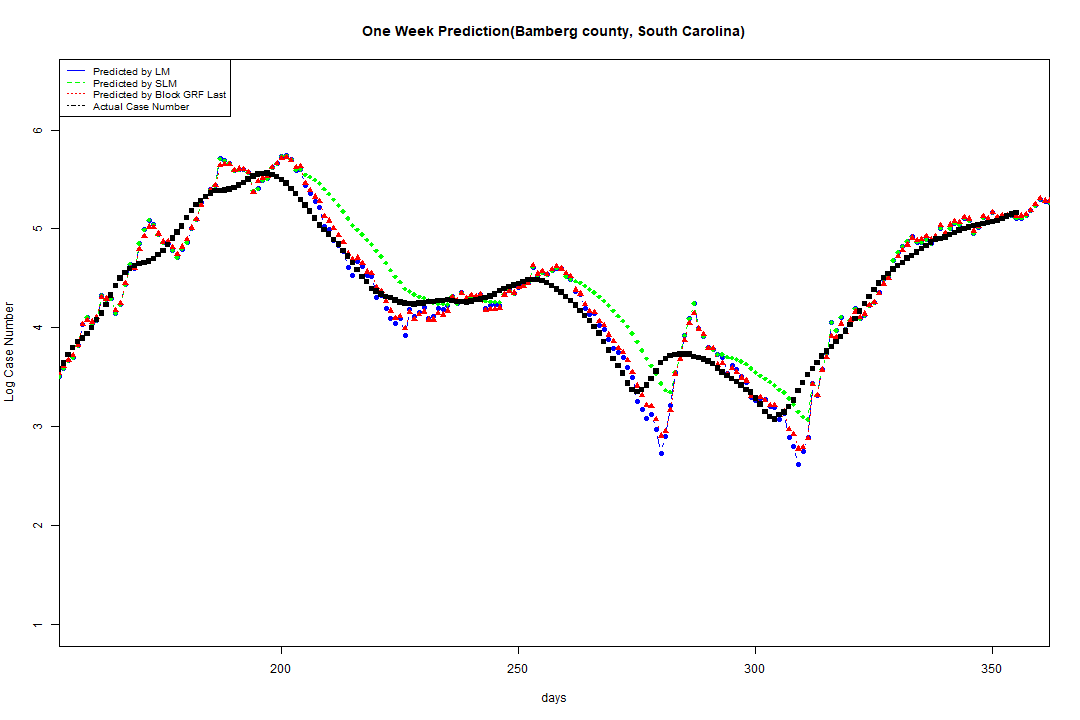 One Week Prediction(Bamberg county, South Carolina)
Predicted by LM
Predicted by SLM
Predicted by Block GRF Last
Actual Case Number
6
5
4
3
2
1
Log Case Number
200 250 300 350
days